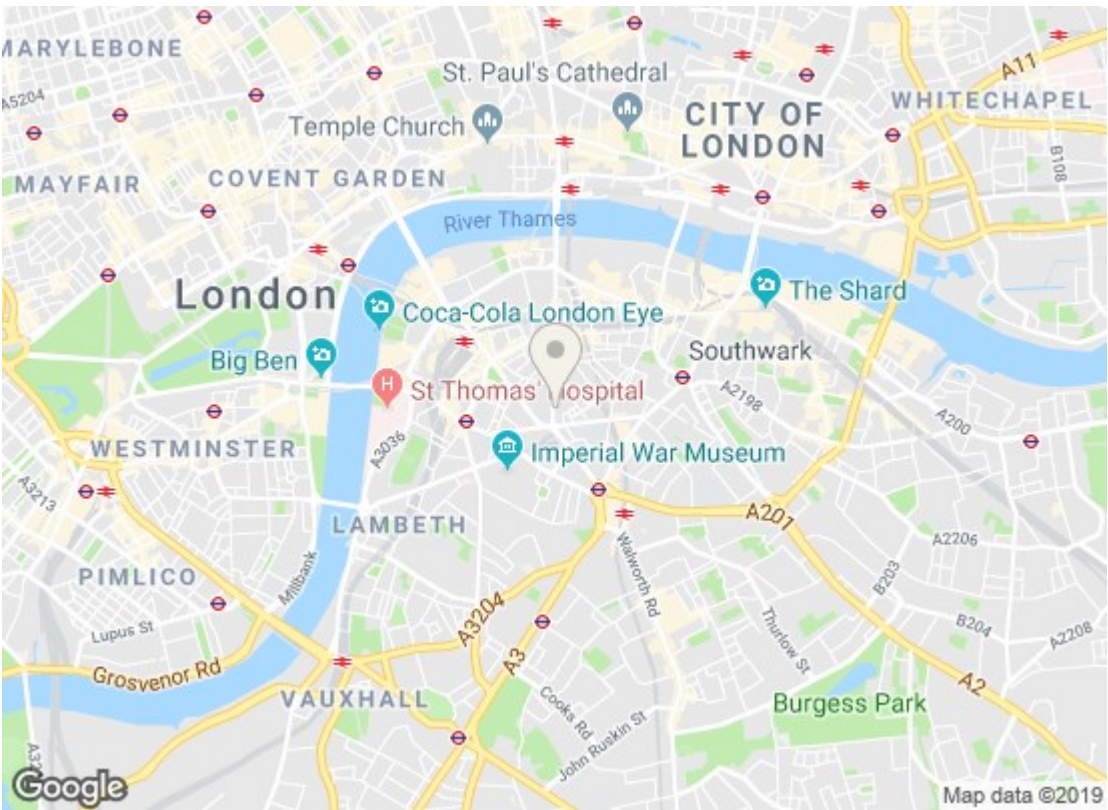 MARYLEBONE
A11
St. Paul's Cathedral
A5204
CITY OF
LONDON
WHITECHAPEL
Temple Church
B108
MAYFAIR
COVENT GARDEN
River Thames
London
The Shard
Coca-Cola London Eye
Southwark
Big Ben
H
St Thomas' Hospital
A2198
A200
WESTMINSTER
A3036
Imperial War Museum
A3213
A201
LAMBETH
A2206
PIMLICO
Millbank
Walworth Rd
B203
Lupus St
A3204
Thurlow St
B204
A2208
Grosvenor Rd
A3
A2
VAUXHALL
Cooks Rd
Burgess Park
John Ruskin St
Google
Map data ©2019